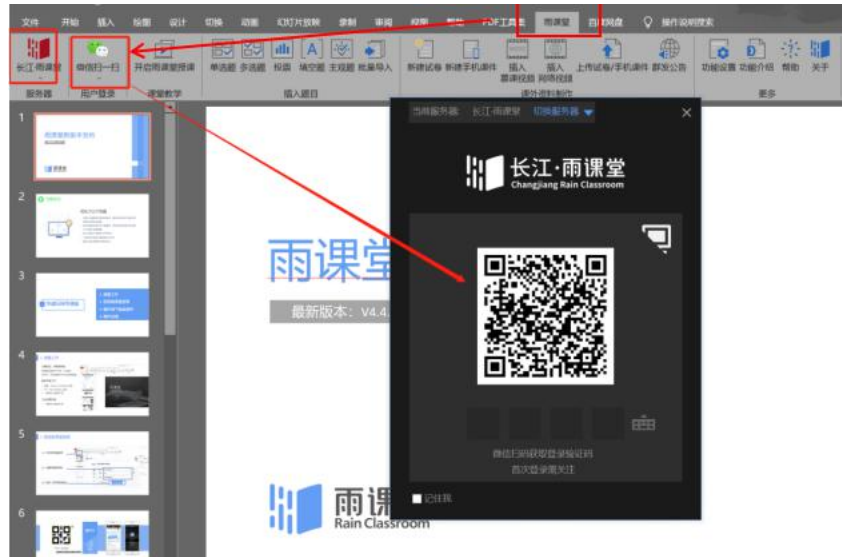 文件 开始 插入 绘图 设计 切换 动画 幻灯片放映 录制 审阅 视图 帮助 PDF工具集 雨课堂 百度网盘 操作说明搜索
长江·雨课堂 微信扫一扫 开启雨课堂授课 单选题 多选题 投票 填空题 主观题 批量导入 新建试卷 新建手机课件 插入慕课视频 插入网络视频 上传试卷/手机课件 群发公告 功能设置 功能介绍 帮助 关于
服务器 用户登录 课堂教学 插入题目 课外资料制作 更多
当前服务器 长江·雨课堂 切换服务器
长江·雨课堂
Changjiang Rain Classroom
1
2
3
4
5
6
雨课堂
最新版本：V4.4.
微信扫码获取登录验证码
首次登录需关注
记住我
雨课
Rain Classroom